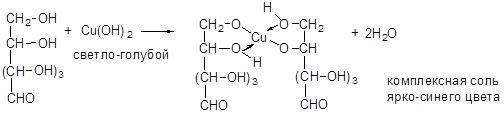 H
CH₂–OH CH₂–O HO–CH₂
CH–OH + Cu(OH)₂ Cu + 2H₂O
светло-голубой CH–O O–CH
H
(CH–OH)₃ (CH–OH)₃ (CH–OH)₃
комплексная соль
CHO CHO CHO ярко-синего цвета